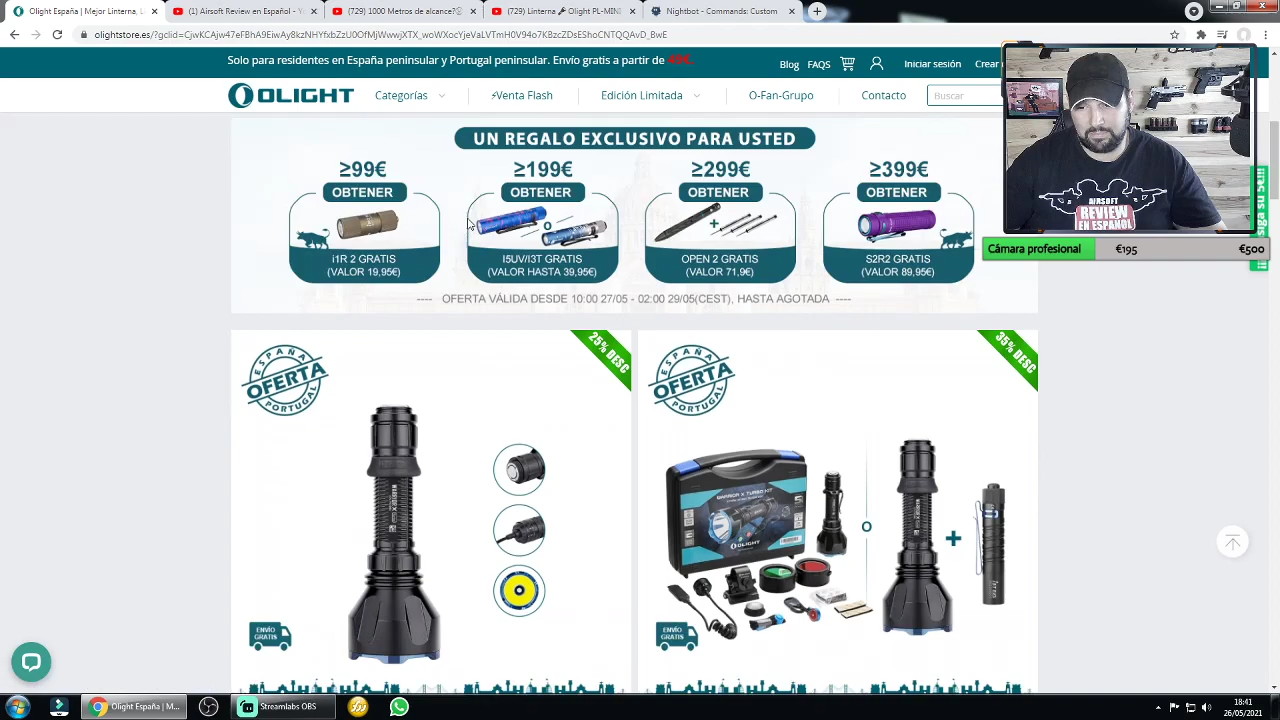 Olight España | Mejor Linterna, Li
(1) Airsoft Review en Español - Y
(729) 1000 Metros de alcance?
(729) Linterna Olight PL-MINI
Nightbot - Commands: Custom
Solo para residentes en España peninsular y Portugal peninsular. Envío gratis a partir de 49€.
Blog FAQS Iniciar sesión Crear
OLIGHT Categorías ⚡Venta Flash Edición Limitada O-Fan-Grupo Contacto Buscar
UN REGALO EXCLUSIVO PARA USTED
≥99€ ≥199€ ≥299€ ≥399€
OBTENER OBTENER OBTENER OBTENER
o +
i1R 2 GRATIS I5UV/I3T GRATIS OPEN 2 GRATIS S2R2 GRATIS
(VALOR 19,95€) (VALOR HASTA 39,95€) (VALOR 71,9€) (VALOR 89,95€)
---- OFERTA VÁLIDA DESDE 10:00 27/05 - 02:00 29/05(CEST), HASTA AGOTADA ----
AIRSOFT
REVIEW
EN ESPAÑOL
Cámara profesional €195 €500
25% DESC
ESPAÑA
OFERTA
PORTUGAL
ENVÍO
GRATIS
35% DESC
ESPAÑA
OFERTA
PORTUGAL
WARRIOR X TURBO KIT
OLIGHT
O +
ENVÍO
GRATIS
Olight España | M...
Streamlabs OBS
18:41
26/05/2021